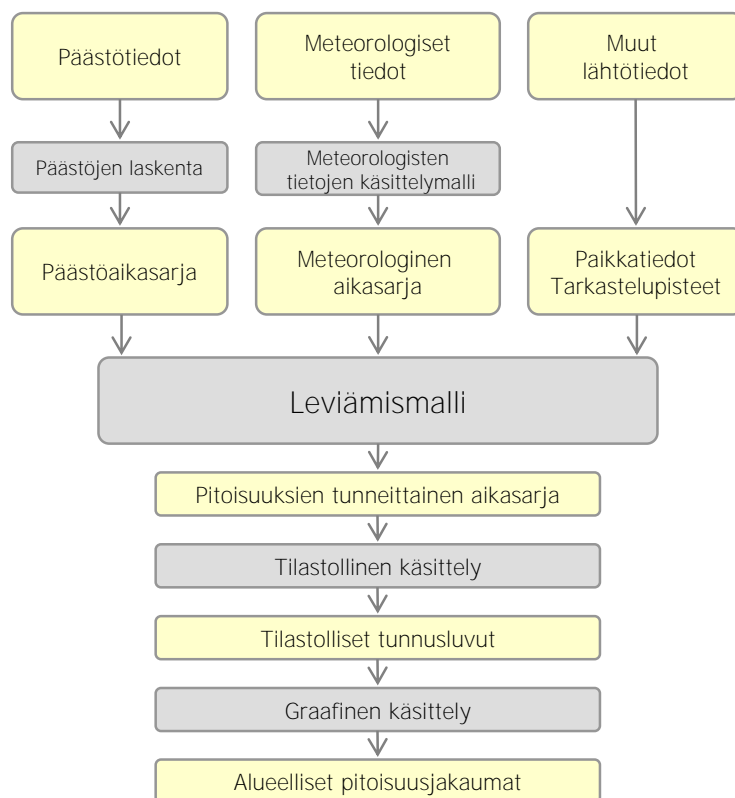 Päästötiedot
Meteorologiset
tiedot
Muut
lähtötiedot
Päästöjen laskenta
Meteorologisten
tietojen käsittelymalli
Päästöaikasarja
Meteorologinen
aikasarja
Paikkatiedot
Tarkastelupisteet
Leviämismalli
Pitoisuuksien tunneittainen aikasarja
Tilastollinen käsittely
Tilastolliset tunnusluvut
Graafinen käsittely
Alueelliset pitoisuusjakaumat